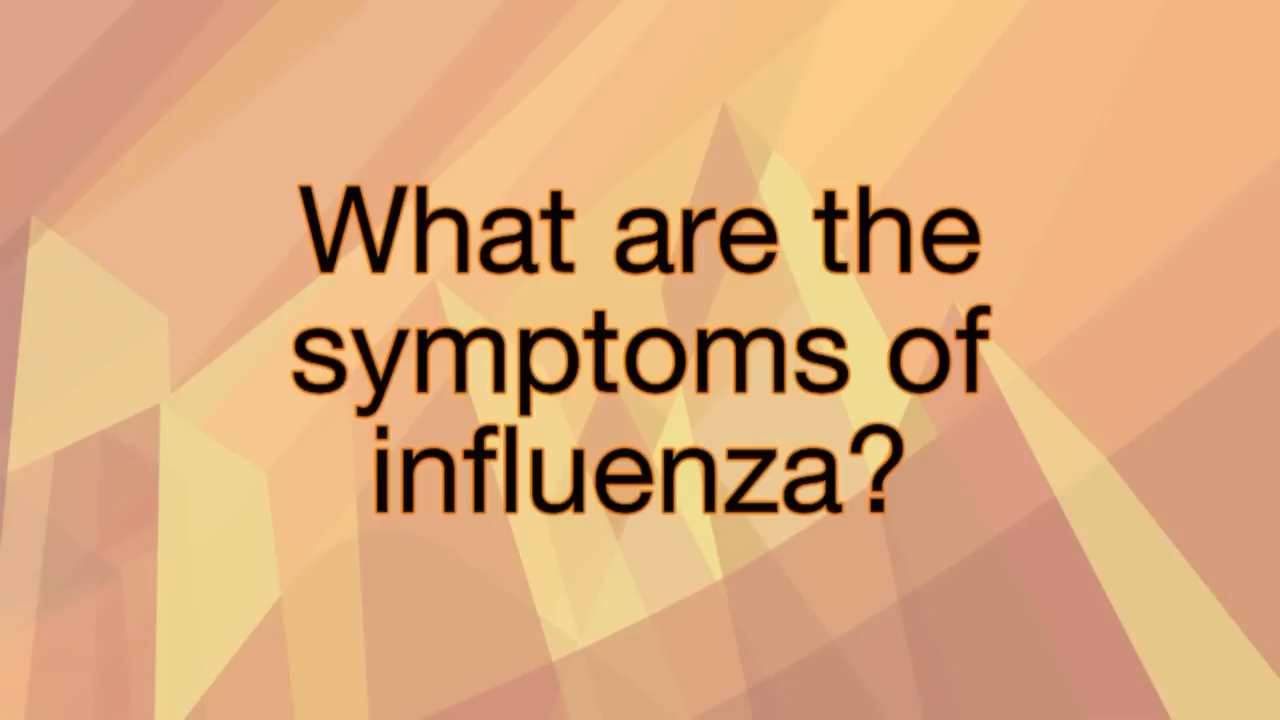 What are the
symptoms of
influenza?